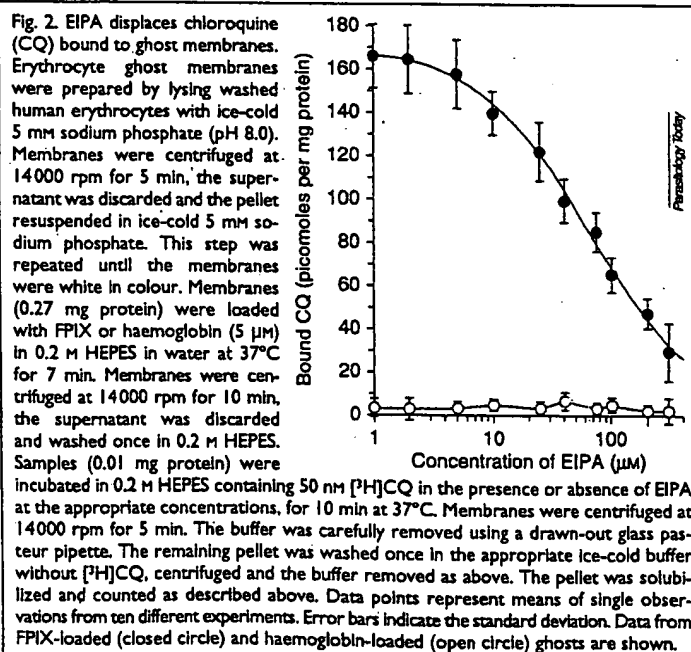 Fig. 2. EIPA displaces chloroquine
(CQ) bound to ghost membranes.
Erythrocyte ghost membranes
were prepared by lysing washed
human erythrocytes with ice-cold
5 mM sodium phosphate (pH 8.0).
Membranes were centrifuged at
14000 rpm for 5 min, the super-
natant was discarded and the pellet
resuspended in ice-cold 5 mM so-
dium phosphate. This step was
repeated until the membranes
were white in colour. Membranes
(0.27 mg protein) were loaded
with FPIX or haemoglobin (5 μM)
in 0.2 M HEPES in water at 37°C
for 7 min. Membranes were cen-
trifuged at 14000 rpm for 10 min,
the supernatant was discarded
and washed once in 0.2 M HEPES.
Samples (0.01 mg protein) were
incubated in 0.2 M HEPES containing 50 nM [³H]CQ in the presence or absence of EIPA
at the appropriate concentrations, for 10 min at 37°C. Membranes were centrifuged at
14000 rpm for 5 min. The buffer was carefully removed using a drawn-out glass pas-
teur pipette. The remaining pellet was washed once in the appropriate ice-cold buffer
without [³H]CQ, centrifuged and the buffer removed as above. The pellet was solubi-
lized and counted as described above. Data points represent means of single obser-
vations from ten different experiments. Error bars indicate the standard deviation. Data from
FPIX-loaded (closed circle) and haemoglobin-loaded (open circle) ghosts are shown.
Bound CQ (picomoles per mg protein)
180
160
140
120
100
80
60
40
20
0
1
10
100
Concentration of EIPA (μM)
Parasitology Today